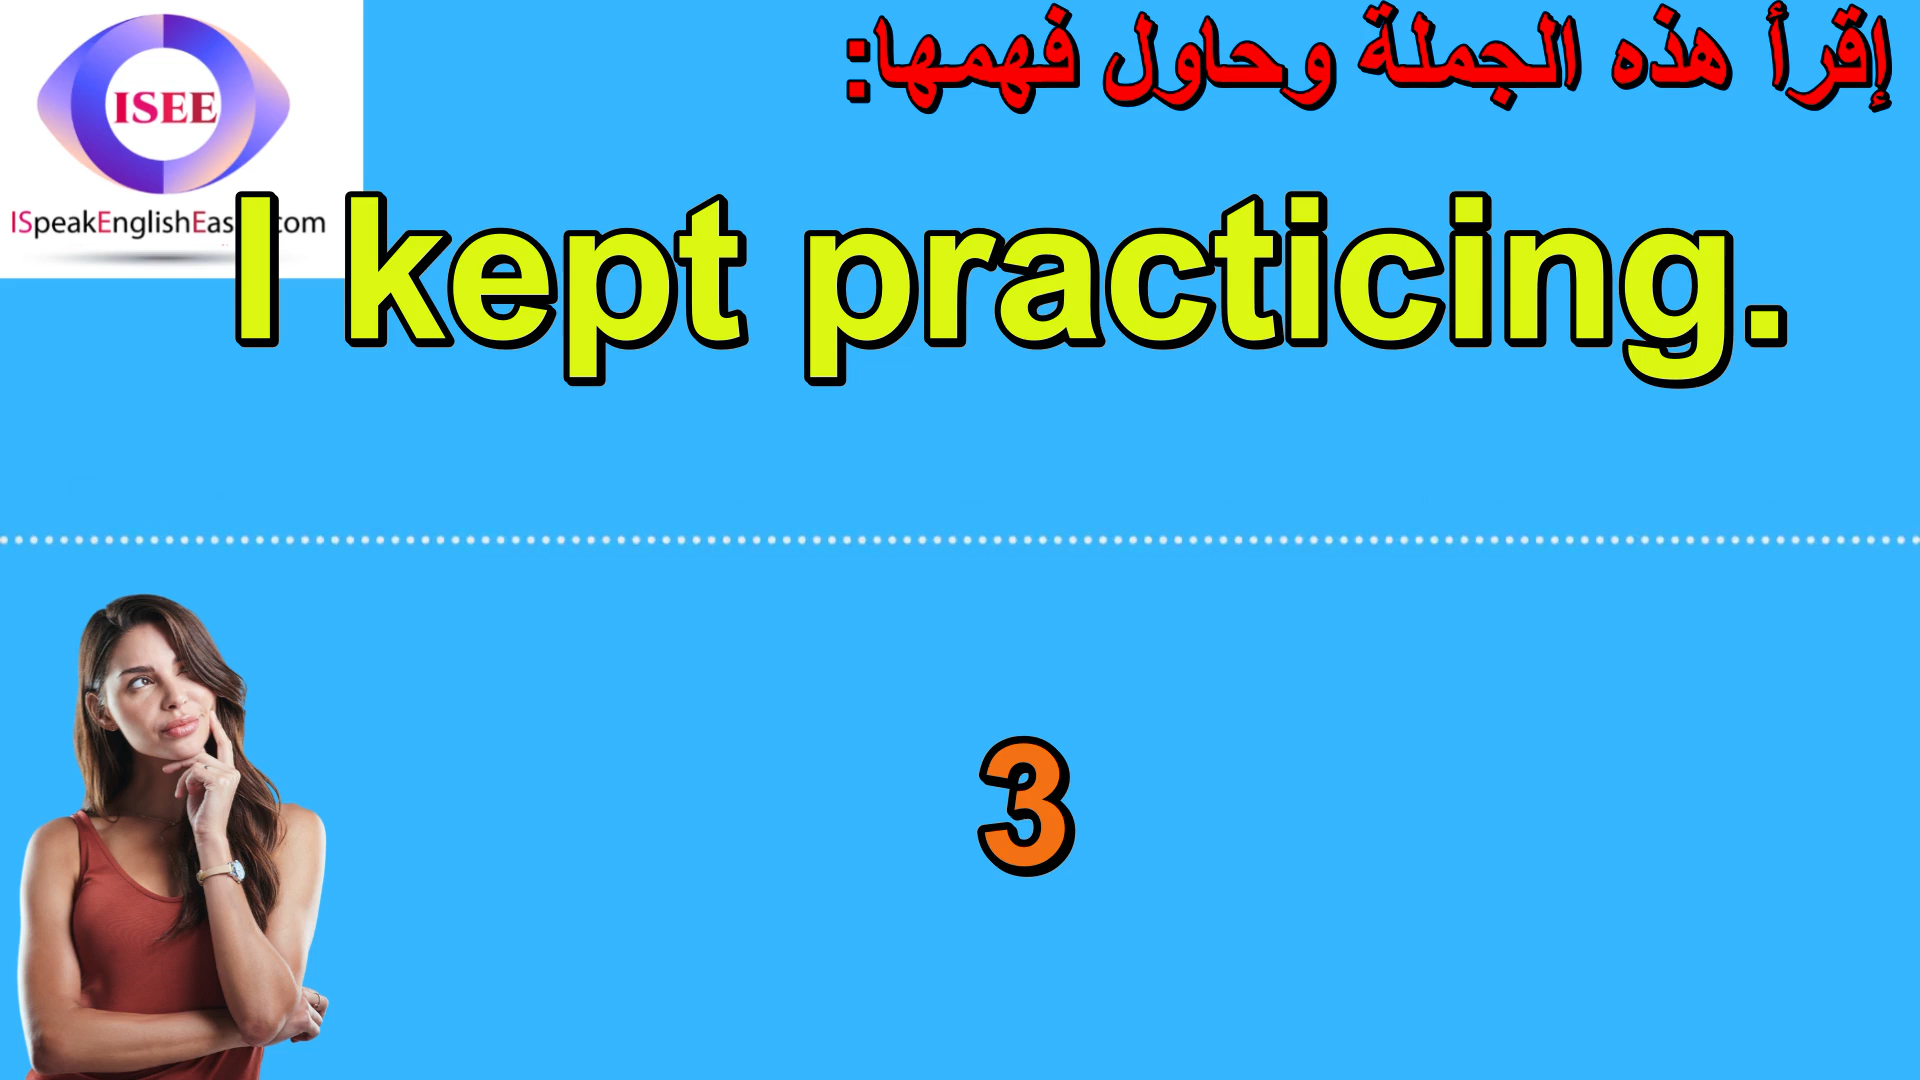 إقرأ هذه الجملة وحاول فهمها:
ISEE
ISpeakEnglishEas com
I kept practicing.
3